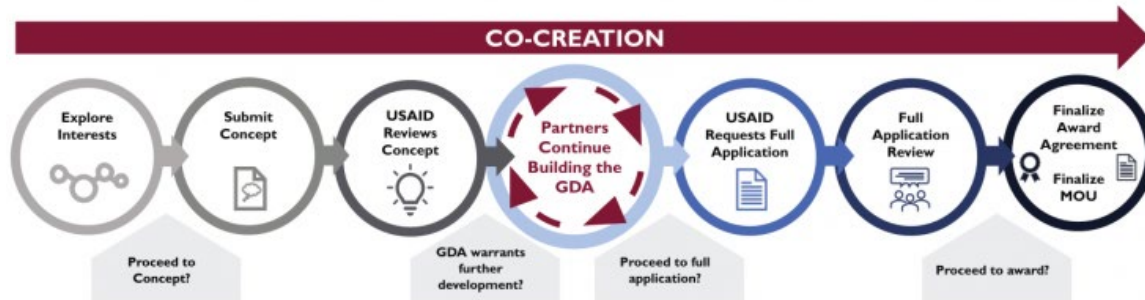 CO-CREATION
Explore
Interests
Submit
Concept
USAID
Reviews
Concept
Partners
Continue
Building the
GDA
USAID
Requests Full
Application
Full
Application
Review
Finalize
Award
Agreement
Finalize
MOU
Proceed to
Concept?
GDA warrants
further
development?
Proceed to full
application?
Proceed to award?